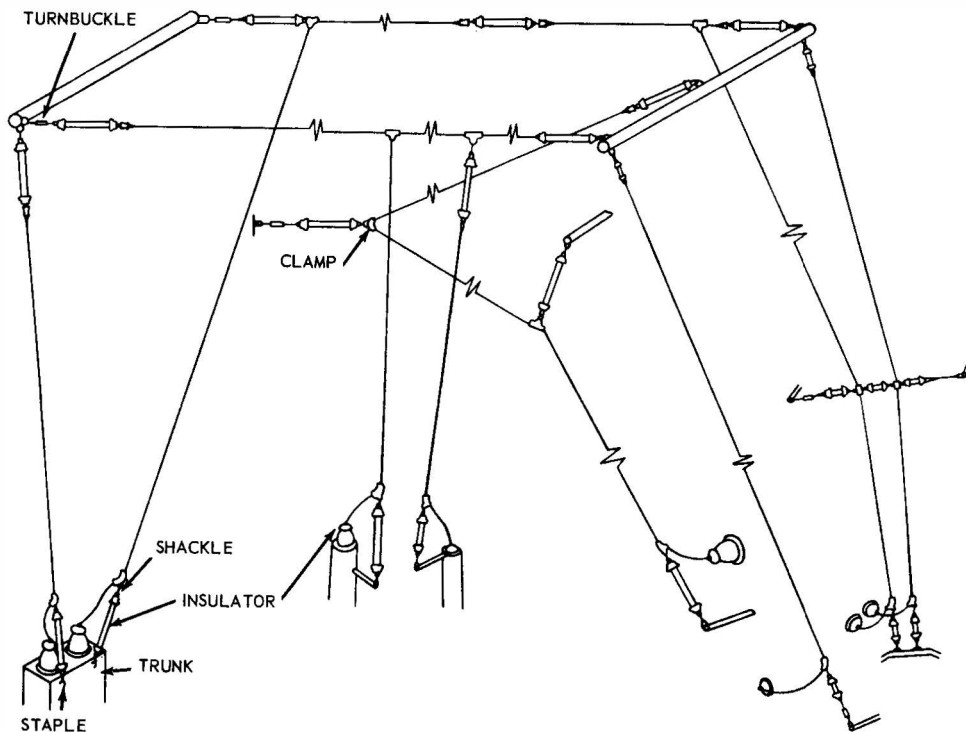 TURNBUCKLE
CLAMP
SHACKLE
INSULATOR
TRUNK
STAPLE